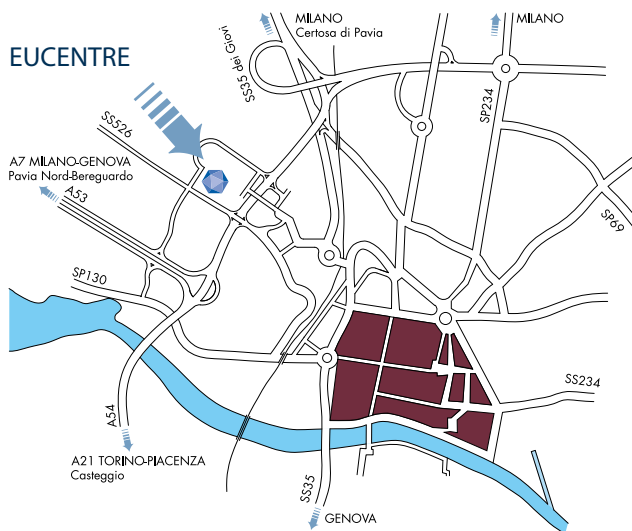 MILANO
Certosa di Pavia
MILANO
EUCENTRE
SS35 dei Giovi
SS526
SP234
A7 MILANO-GENOVA
Pavia Nord-Bereguardo
A53
SP69
SP130
SS234
A54
A21 TORINO-PIACENZA
Casteggio
SS35
GENOVA